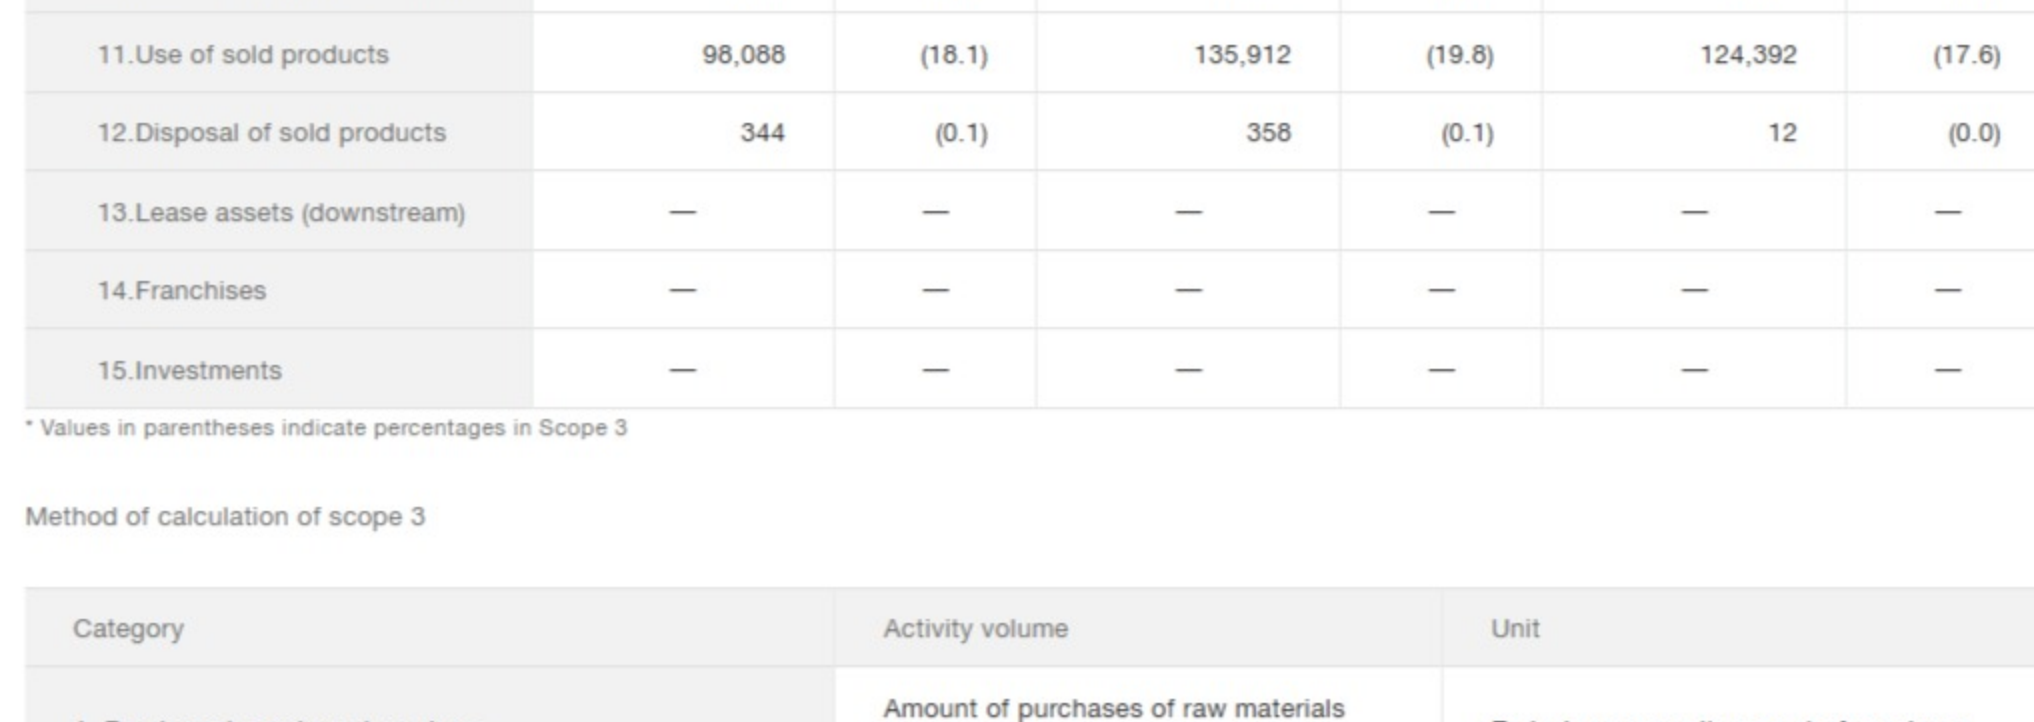 11.Use of sold products 98,088 (18.1) 135,912 (19.8) 124,392 (17.6)
12.Disposal of sold products 344 (0.1) 358 (0.1) 12 (0.0)
13.Lease assets (downstream) — — — — — —
14.Franchises — — — — — —
15.Investments — — — — — —
* Values in parentheses indicate percentages in Scope 3
Method of calculation of scope 3
Category Activity volume Unit
Amount of purchases of raw materials